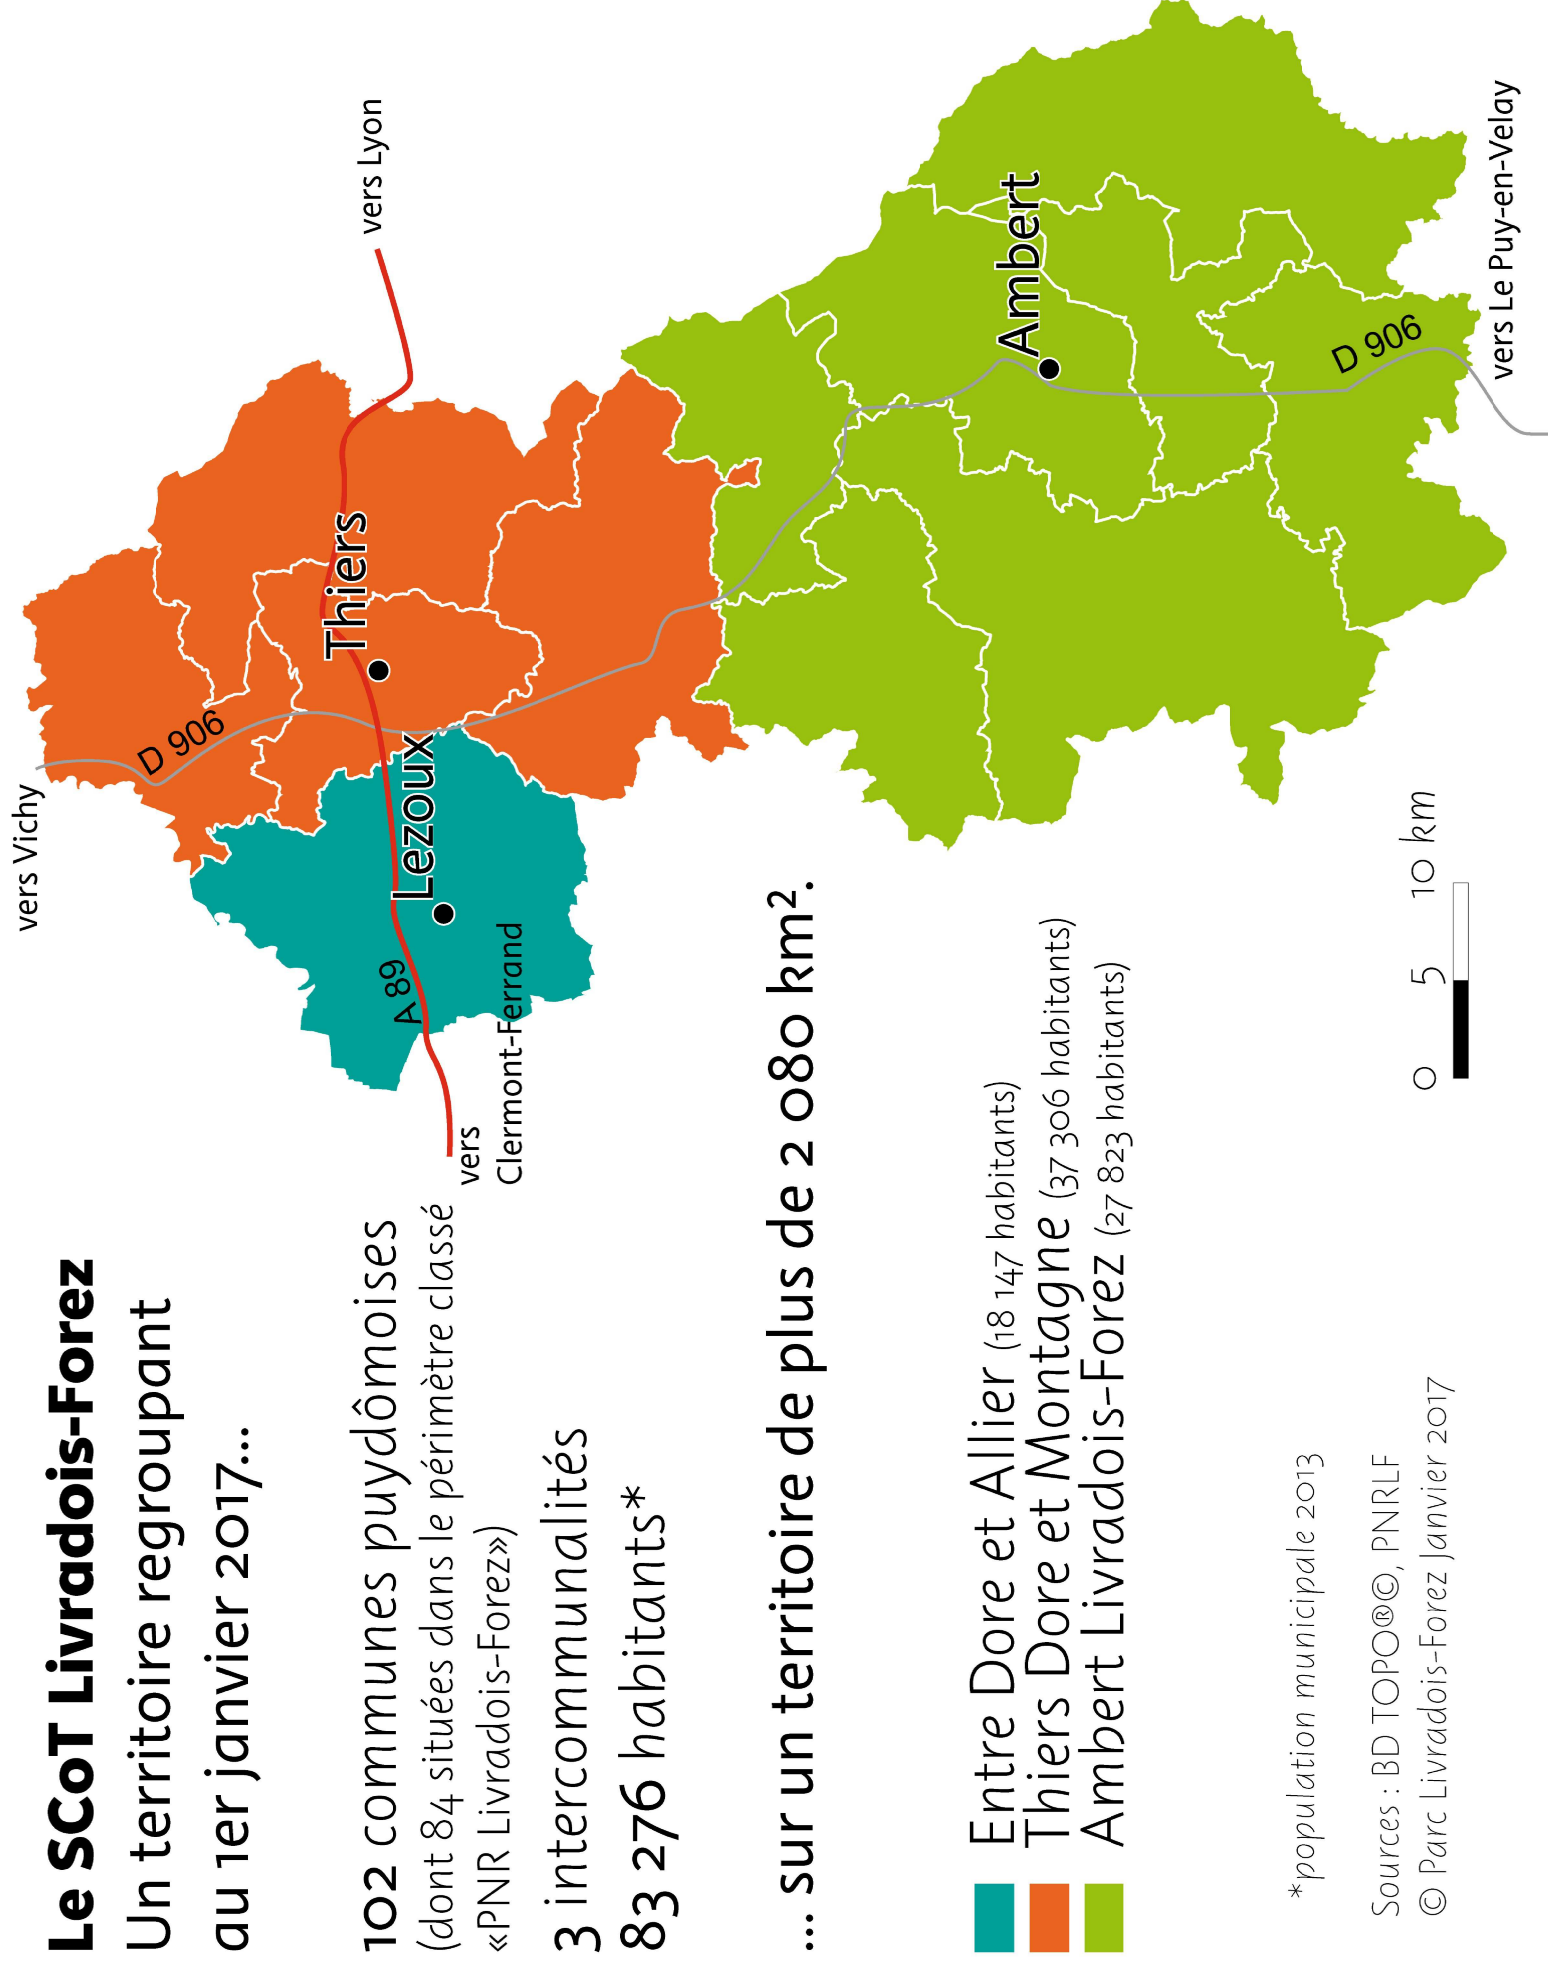 Le SCoT Livradois-Forez
Un territoire regroupant
au 1er janvier 2017...
102 communes puydômoises
(dont 84 situées dans le périmètre classé
«PNR Livradois-Forez»)
3 intercommunalités
83 276 habitants*
... sur un territoire de plus de 2 080 km².
Entre Dore et Allier (18 147 habitants)
Thiers Dore et Montagne (37 306 habitants)
Ambert Livradois-Forez (27 823 habitants)
*population municipale 2013
Sources : BD TOPO®©, PNRLF
© Parc Livradois-Forez Janvier 2017
vers Vichy
D 906
vers Lyon
Thiers
Lezoux
A 89
vers
Clermont-Ferrand
Ambert
D 906
vers Le Puy-en-Velay
0 5 10 km